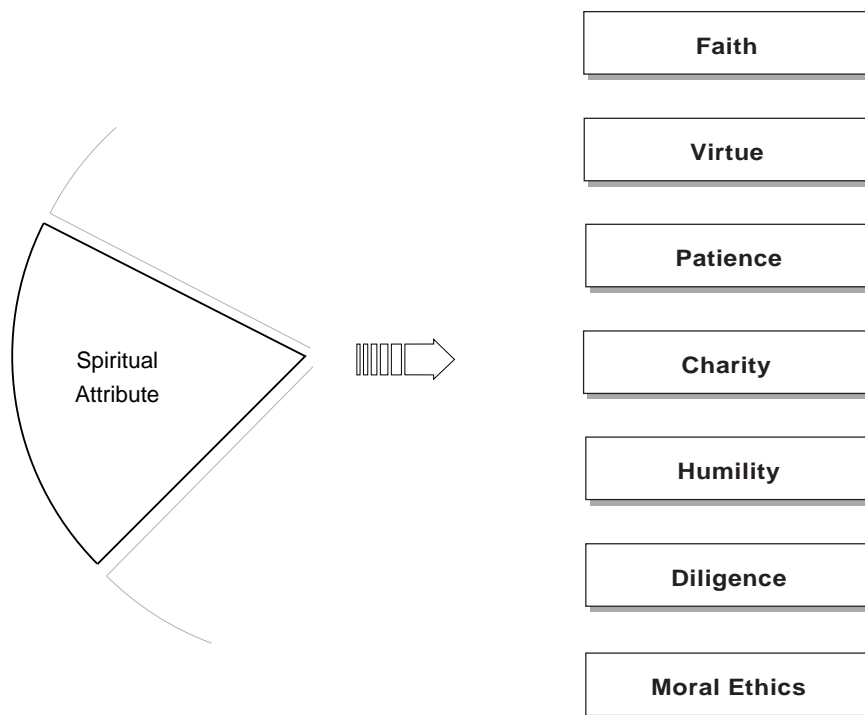 Faith
Virtue
Patience
Spiritual
Attribute
Charity
Humility
Diligence
Moral Ethics